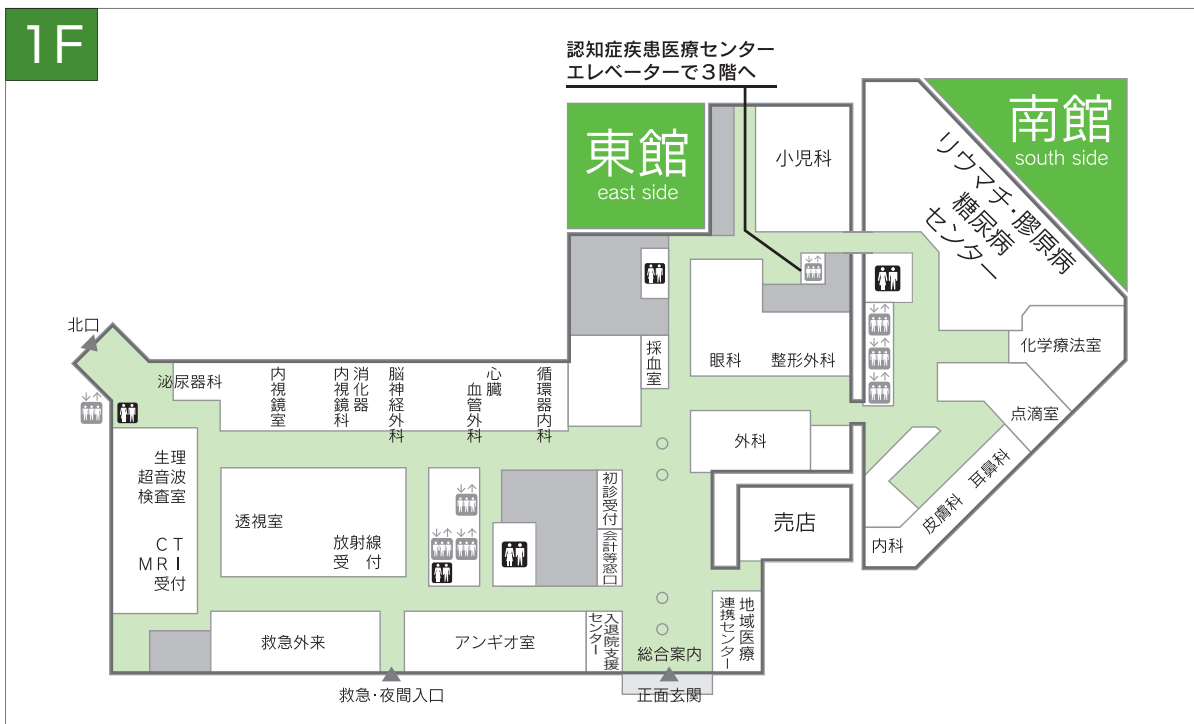 1F
認知症疾患医療センター
エレベーターで3階へ
東館
east side
南館
south side
小児科
リウマチ・膠原病
糖尿病
センター
北口
泌尿器科
内視鏡室
消化器
内視鏡科
脳神経外科
心臓
血管外科
循環器内科
採血室
眼科
整形外科
化学療法室
点滴室
耳鼻科
皮膚科
内科
外科
売店
生理
超音波
検査室
CT
MRI
受付
透視室
放射線
受付
初診受付
会計等窓口
救急外来
アンギオ室
入退院支援
センター
総合案内
地域医療
連携センター
救急・夜間入口
正面玄関